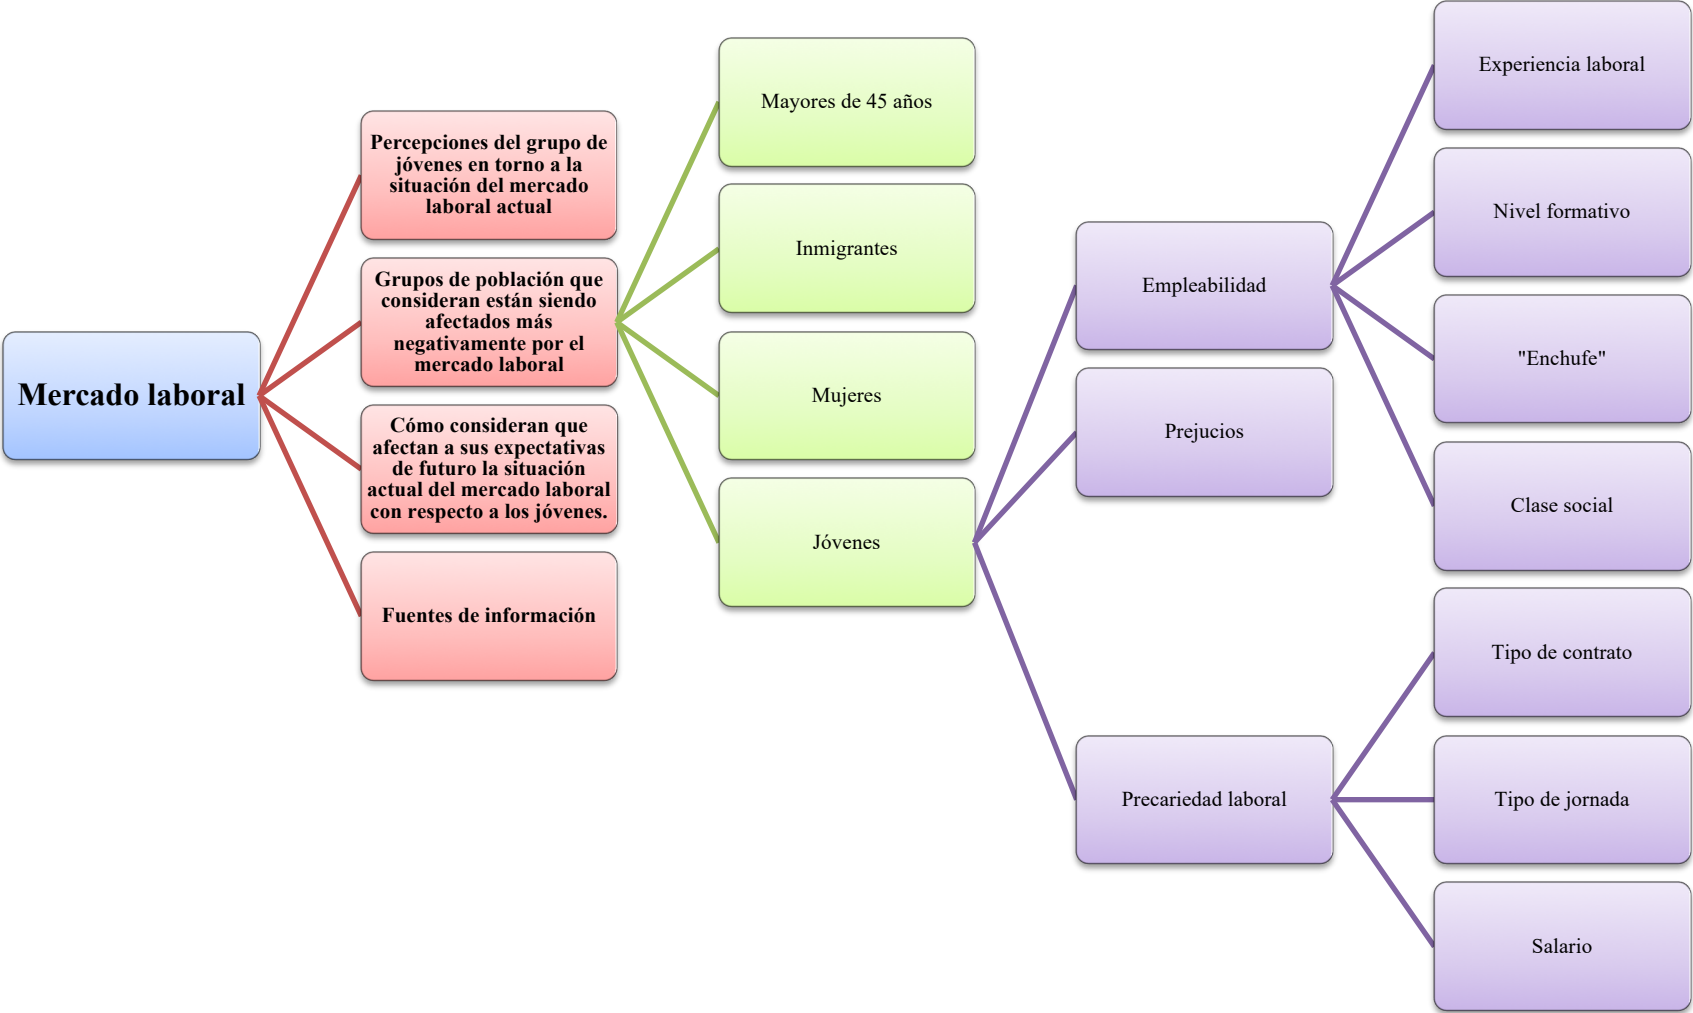 Mercado laboral
Percepciones del grupo de
jóvenes en torno a la
situación del mercado
laboral actual
Grupos de población que
consideran están siendo
afectados más
negativamente por el
mercado laboral
Cómo consideran que
afectan a sus expectativas
de futuro la situación
actual del mercado laboral
con respecto a los jóvenes.
Fuentes de información
Mayores de 45 años
Inmigrantes
Mujeres
Jóvenes
Empleabilidad
Prejucios
Precariedad laboral
Experiencia laboral
Nivel formativo
"Enchufe"
Clase social
Tipo de contrato
Tipo de jornada
Salario